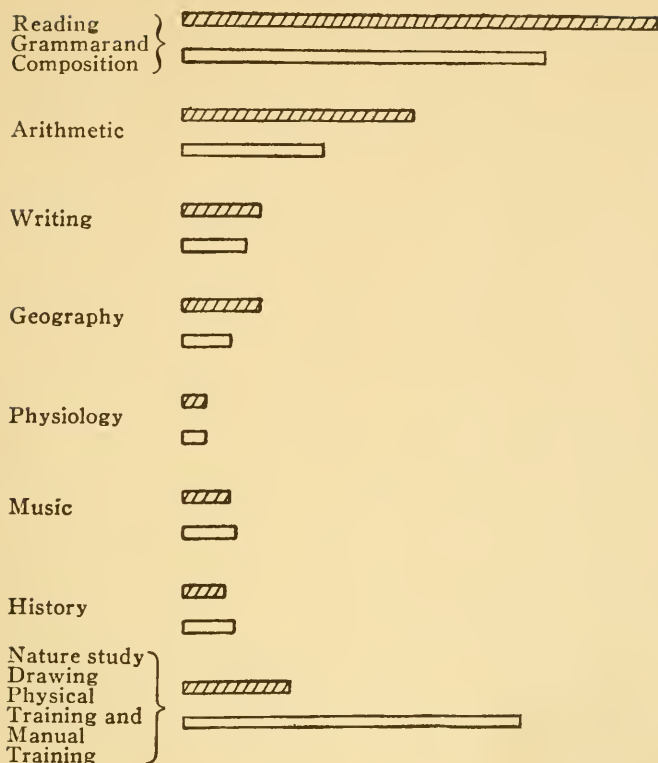 Reading
Grammarand
Composition
Arithmetic
Writing
Geography
Physiology
Music
History
Nature study
Drawing
Physical
Training and
Manual
Training